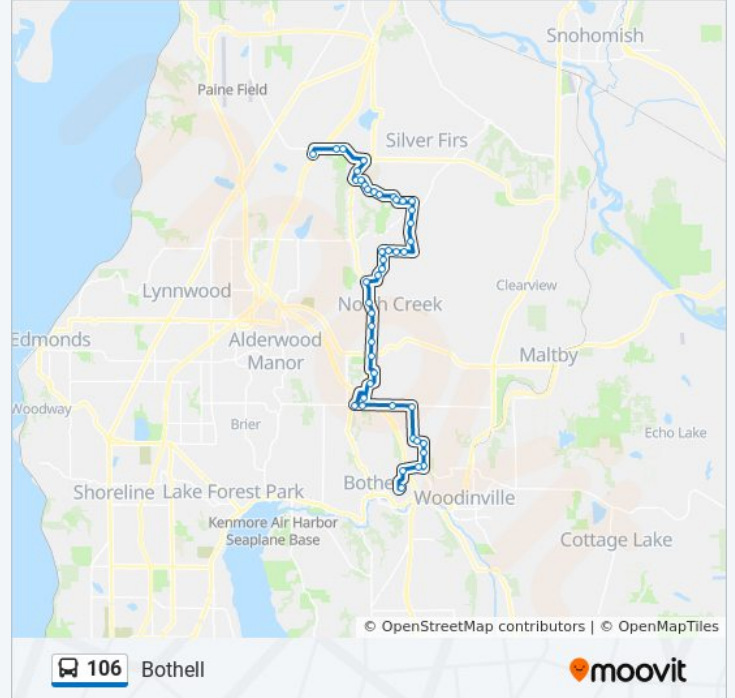 Snohomish
Paine Field
Silver Firs
Clearview
Lynnwood
North Creek
Edmonds
Alderwood
Manor
Maltby
Woodway
Brier
Echo Lake
Bothell
Shoreline
Lake Forest Park
Woodinville
Kenmore Air Harbor
Seaplane Base
Cottage Lake
© OpenStreetMap contributors | © OpenMapTiles
106
Bothell
moovit